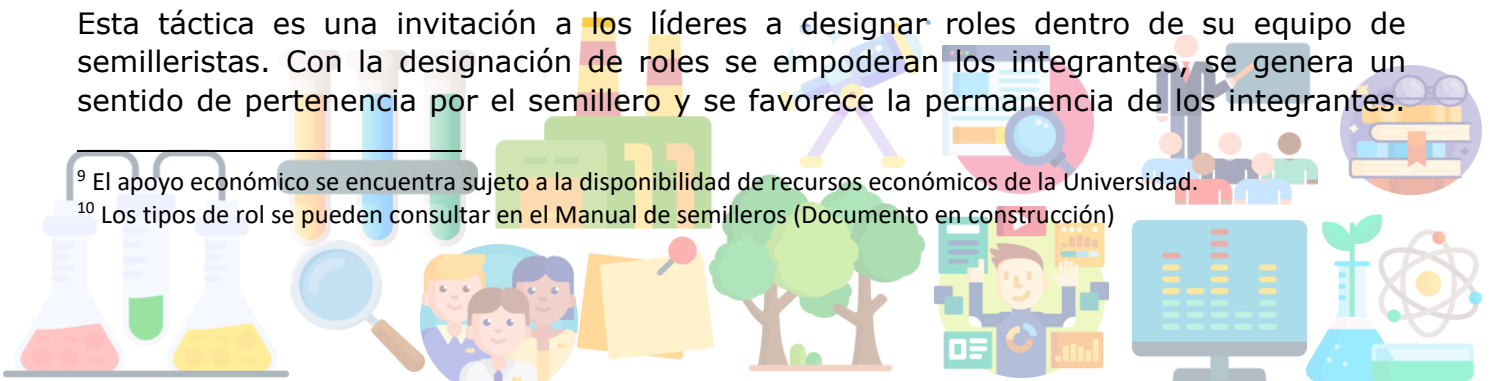 Esta táctica es una invitación a los líderes a designar roles dentro de su equipo de
semilleristas. Con la designación de roles se empoderan los integrantes, se genera un
sentido de pertenencia por el semillero y se favorece la permanencia de los integrantes.
⁹ El apoyo económico se encuentra sujeto a la disponibilidad de recursos económicos de la Universidad.
¹⁰ Los tipos de rol se pueden consultar en el Manual de semilleros (Documento en construcción)